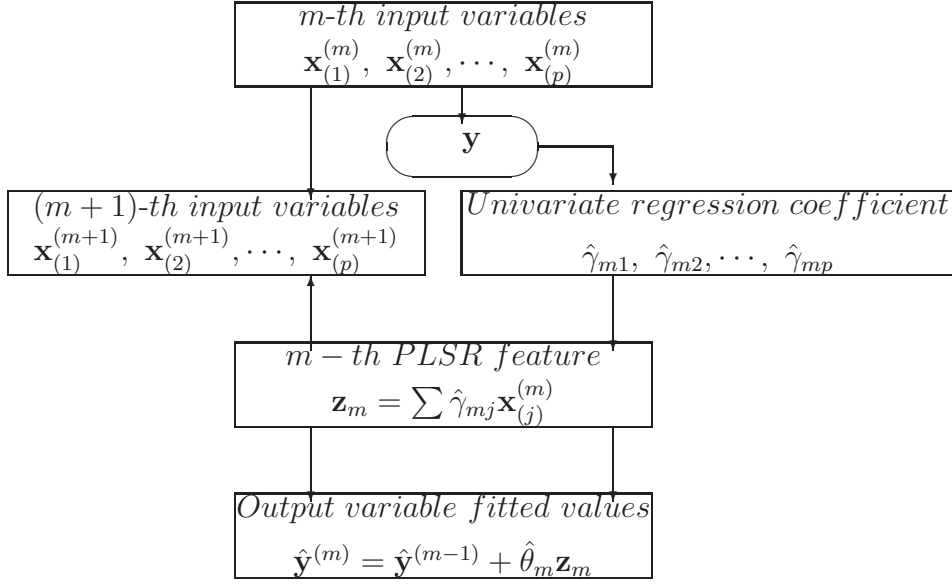 m-th input variables
x_{(1)}^{(m)}, x_{(2)}^{(m)}, ⋯, x_{(p)}^{(m)}
y
(m + 1)-th input variables
x_{(1)}^{(m+1)}, x_{(2)}^{(m+1)}, ⋯, x_{(p)}^{(m+1)}
Univariate regression coefficient
γ̂_{m1}, γ̂_{m2}, ⋯, γ̂_{mp}
m − th PLSR feature
z_m = ∑ γ̂_{mj} x_{(j)}^{(m)}
Output variable fitted values
ŷ^{(m)} = ŷ^{(m−1)} + θ̂_m z_m